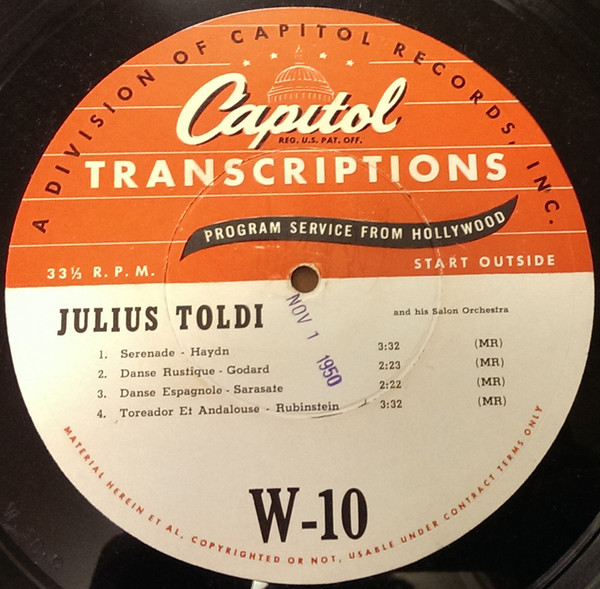 A DIVISION OF CAPITOL RECORDS, INC.
Capitol
REG. U.S. PAT. OFF.
TRANSCRIPTIONS
PROGRAM SERVICE FROM HOLLYWOOD
33⅓ R.P.M.
START OUTSIDE
JULIUS TOLDI and his Salon Orchestra
NOV 1 1950
1. Serenade - Haydn 3:32 (MR)
2. Danse Rustique - Godard 2:23 (MR)
3. Danse Espagnole - Sarasate 2:22 (MR)
4. Toreador Et Andalouse - Rubinstein 3:32 (MR)
W-10
MATERIAL HEREIN ET AL, COPYRIGHTED OR NOT, USABLE UNDER CONTRACT TERMS ONLY